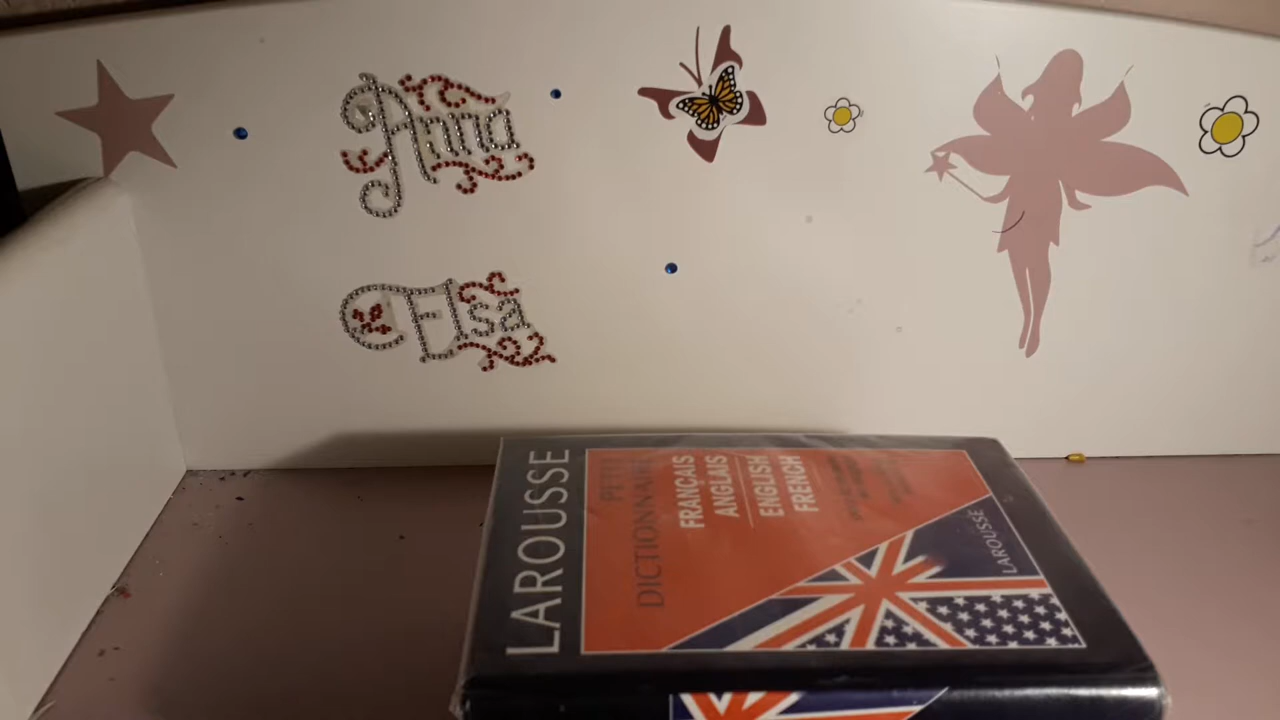 Anna
Elsa
LAROUSSE
PETIT
DICTIONNAIRE
FRANÇAIS
ANGLAIS
ENGLISH
FRENCH
LAROUSSE